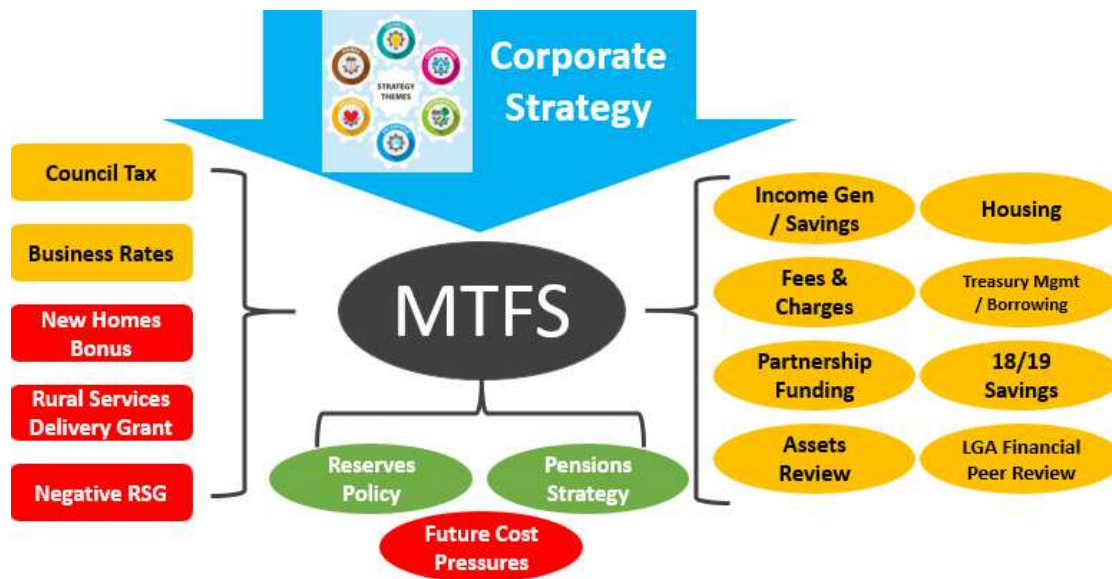 Corporate
Strategy
STRATEGY
THEMES
Council Tax
Business Rates
New Homes
Bonus
Rural Services
Delivery Grant
Negative RSG
MTFS
Reserves
Policy
Pensions
Strategy
Future Cost
Pressures
Income Gen
/ Savings
Housing
Fees &
Charges
Treasury Mgmt
/ Borrowing
Partnership
Funding
18/19
Savings
Assets
Review
LGA Financial
Peer Review